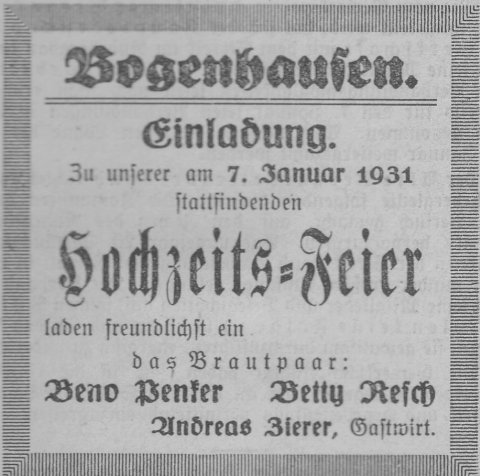 Bogenhausen.
Einladung.
Zu unserer am 7. Januar 1931
stattfindenden
Hochzeits-Feier
laden freundlichst ein
das Brautpaar:
Beno Penker Betty Resch
Andreas Zierer, Gastwirt.